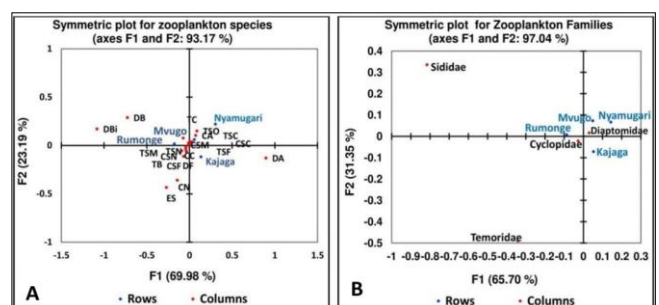 Symmetric plot for zooplankton species
(axes F1 and F2: 93.17 %)
1
0.5
0
-0.5
-1
F2 (23.19 %)
DB
DBi
C
Nyamugari
Mvugo
TSO
TSC
Rumonge
CA
CSM
CSC
TSM
TSN
CC
TSF
DA
CSN
Kajaga
TB
CSF
DF
CN
ES
-1.5 -1 -0.5 0 0.5 1 1.5
F1 (69.98 %)
A
• Rows • Columns
Symmetric plot for Zooplankton Families
(axes F1 and F2: 97.04 %)
0.4
0.3
0.2
0.1
0
-0.1
-0.2
-0.3
-0.4
-0.5
F2 (31.35 %)
Sididae
Mvugo
Nyamugari
Rumonge
Diaptomidae
Cyclopidae
Kajaga
Temoridae
-1 -0.9 -0.8 -0.7 -0.6 -0.5 -0.4 -0.3 -0.2 -0.1 0 0.1 0.2 0.3
F1 (65.70 %)
B
• Rows • Columns